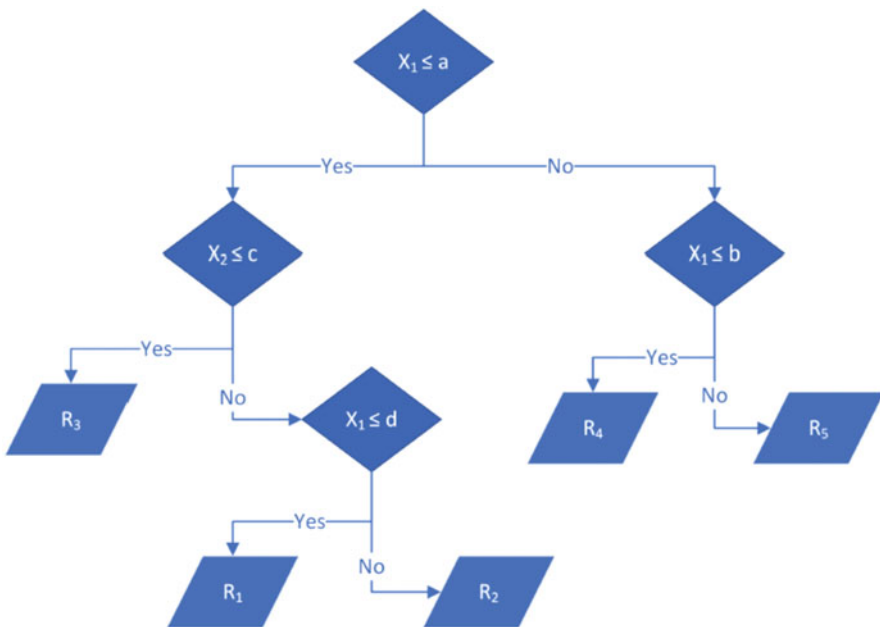 X₁ ≤ a
Yes No
X₂ ≤ c X₁ ≤ b
Yes Yes
No No
R₃ X₁ ≤ d R₄ R₅
Yes
No
R₁ R₂